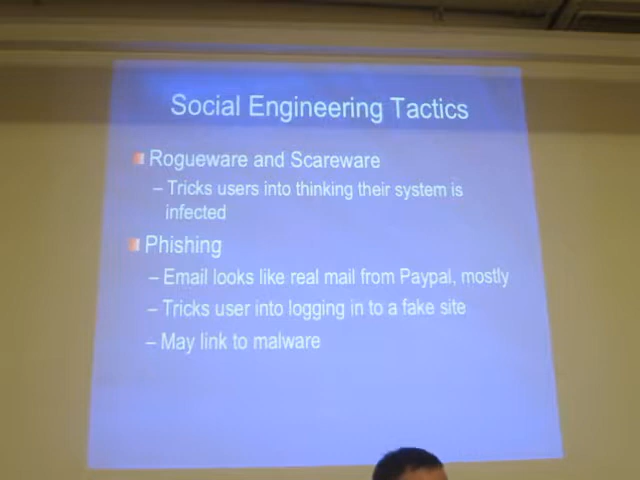 Social Engineering Tactics
Rogueware and Scareware
– Tricks users into thinking their system is
infected
Phishing
– Email looks like real mail from Paypal, mostly
– Tricks user into logging in to a fake site
– May link to malware